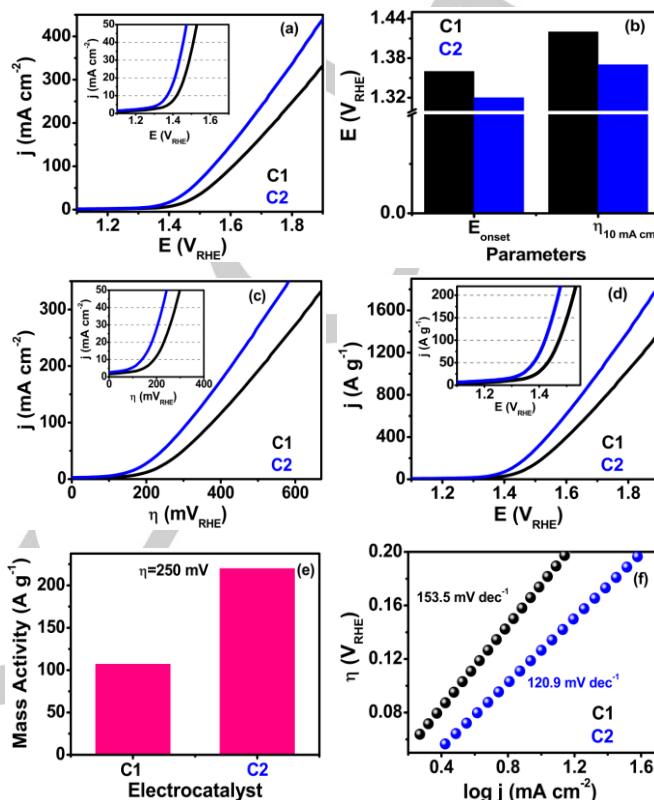 (a)
j (mA cm⁻²)
400
300
200
100
0
j (mA cm⁻²)
50
40
30
20
10
0
1.2 1.4 1.6
E (V_RHE)
C1
C2
1.2 1.4 1.6 1.8
E (V_RHE)
(b)
E (V_RHE)
1.44
1.38
1.32
0.0
C1
C2
E_onset
η_10 mA cm
Parameters
(c)
j (mA cm⁻²)
300
200
100
0
j (mA cm⁻²)
50
40
30
20
10
0
0 200 400
η (mV_RHE)
C1
C2
0 200 400 600
η (mV_RHE)
(d)
j (A g⁻¹)
1600
1200
800
400
0
j (A g⁻¹)
200
150
100
50
0
1.2 1.4
E (V_RHE)
C1
C2
1.2 1.4 1.6 1.8
E (V_RHE)
(e)
η=250 mV
Mass Activity (A g⁻¹)
200
150
100
50
0
C1 C2
Electrocatalyst
(f)
η (V_RHE)
0.20
0.16
0.12
0.08
153.5 mV dec⁻¹
120.9 mV dec⁻¹
C1
C2
0.4 0.8 1.2 1.6
log j (mA cm⁻²)